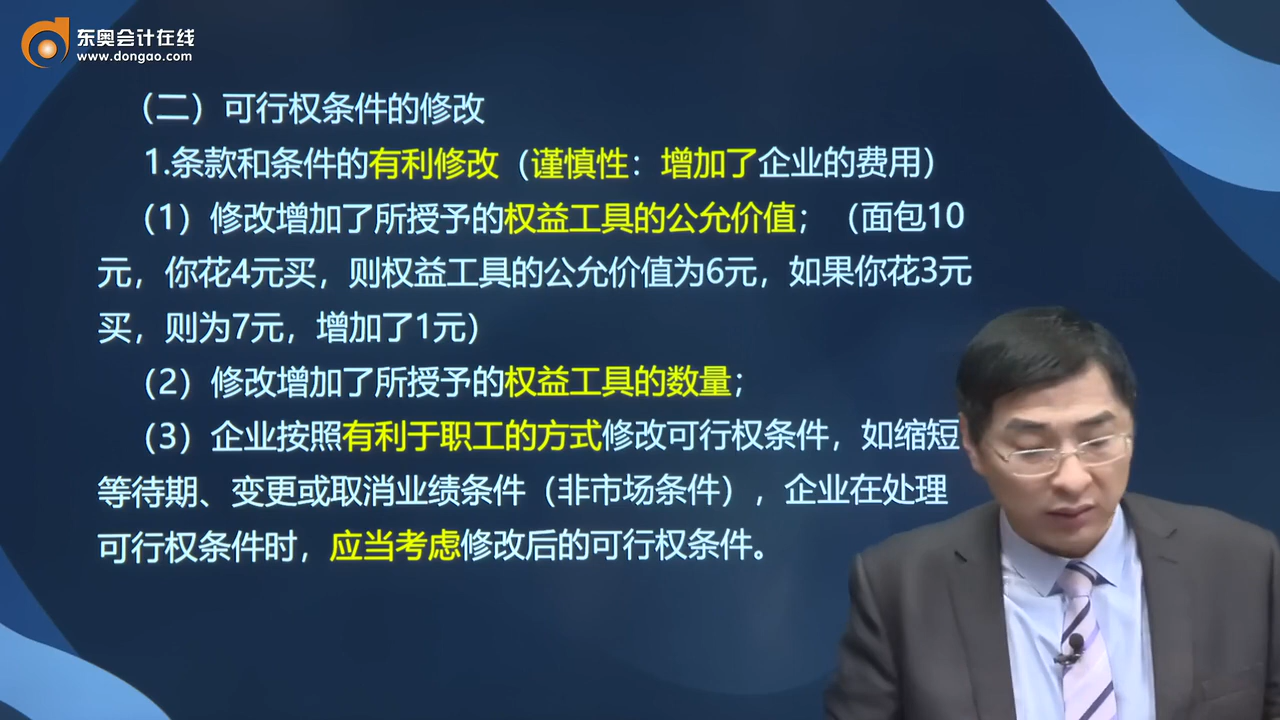 东奥会计在线
www.dongao.com
（二）可行权条件的修改
1.条款和条件的有利修改（谨慎性：增加了企业的费用）
（1）修改增加了所授予的权益工具的公允价值；（面包10
元，你花4元买，则权益工具的公允价值为6元，如果你花3元
买，则为7元，增加了1元）
（2）修改增加了所授予的权益工具的数量；
（3）企业按照有利于职工的方式修改可行权条件，如缩短
等待期、变更或取消业绩条件（非市场条件），企业在处理
可行权条件时，应当考虑修改后的可行权条件。